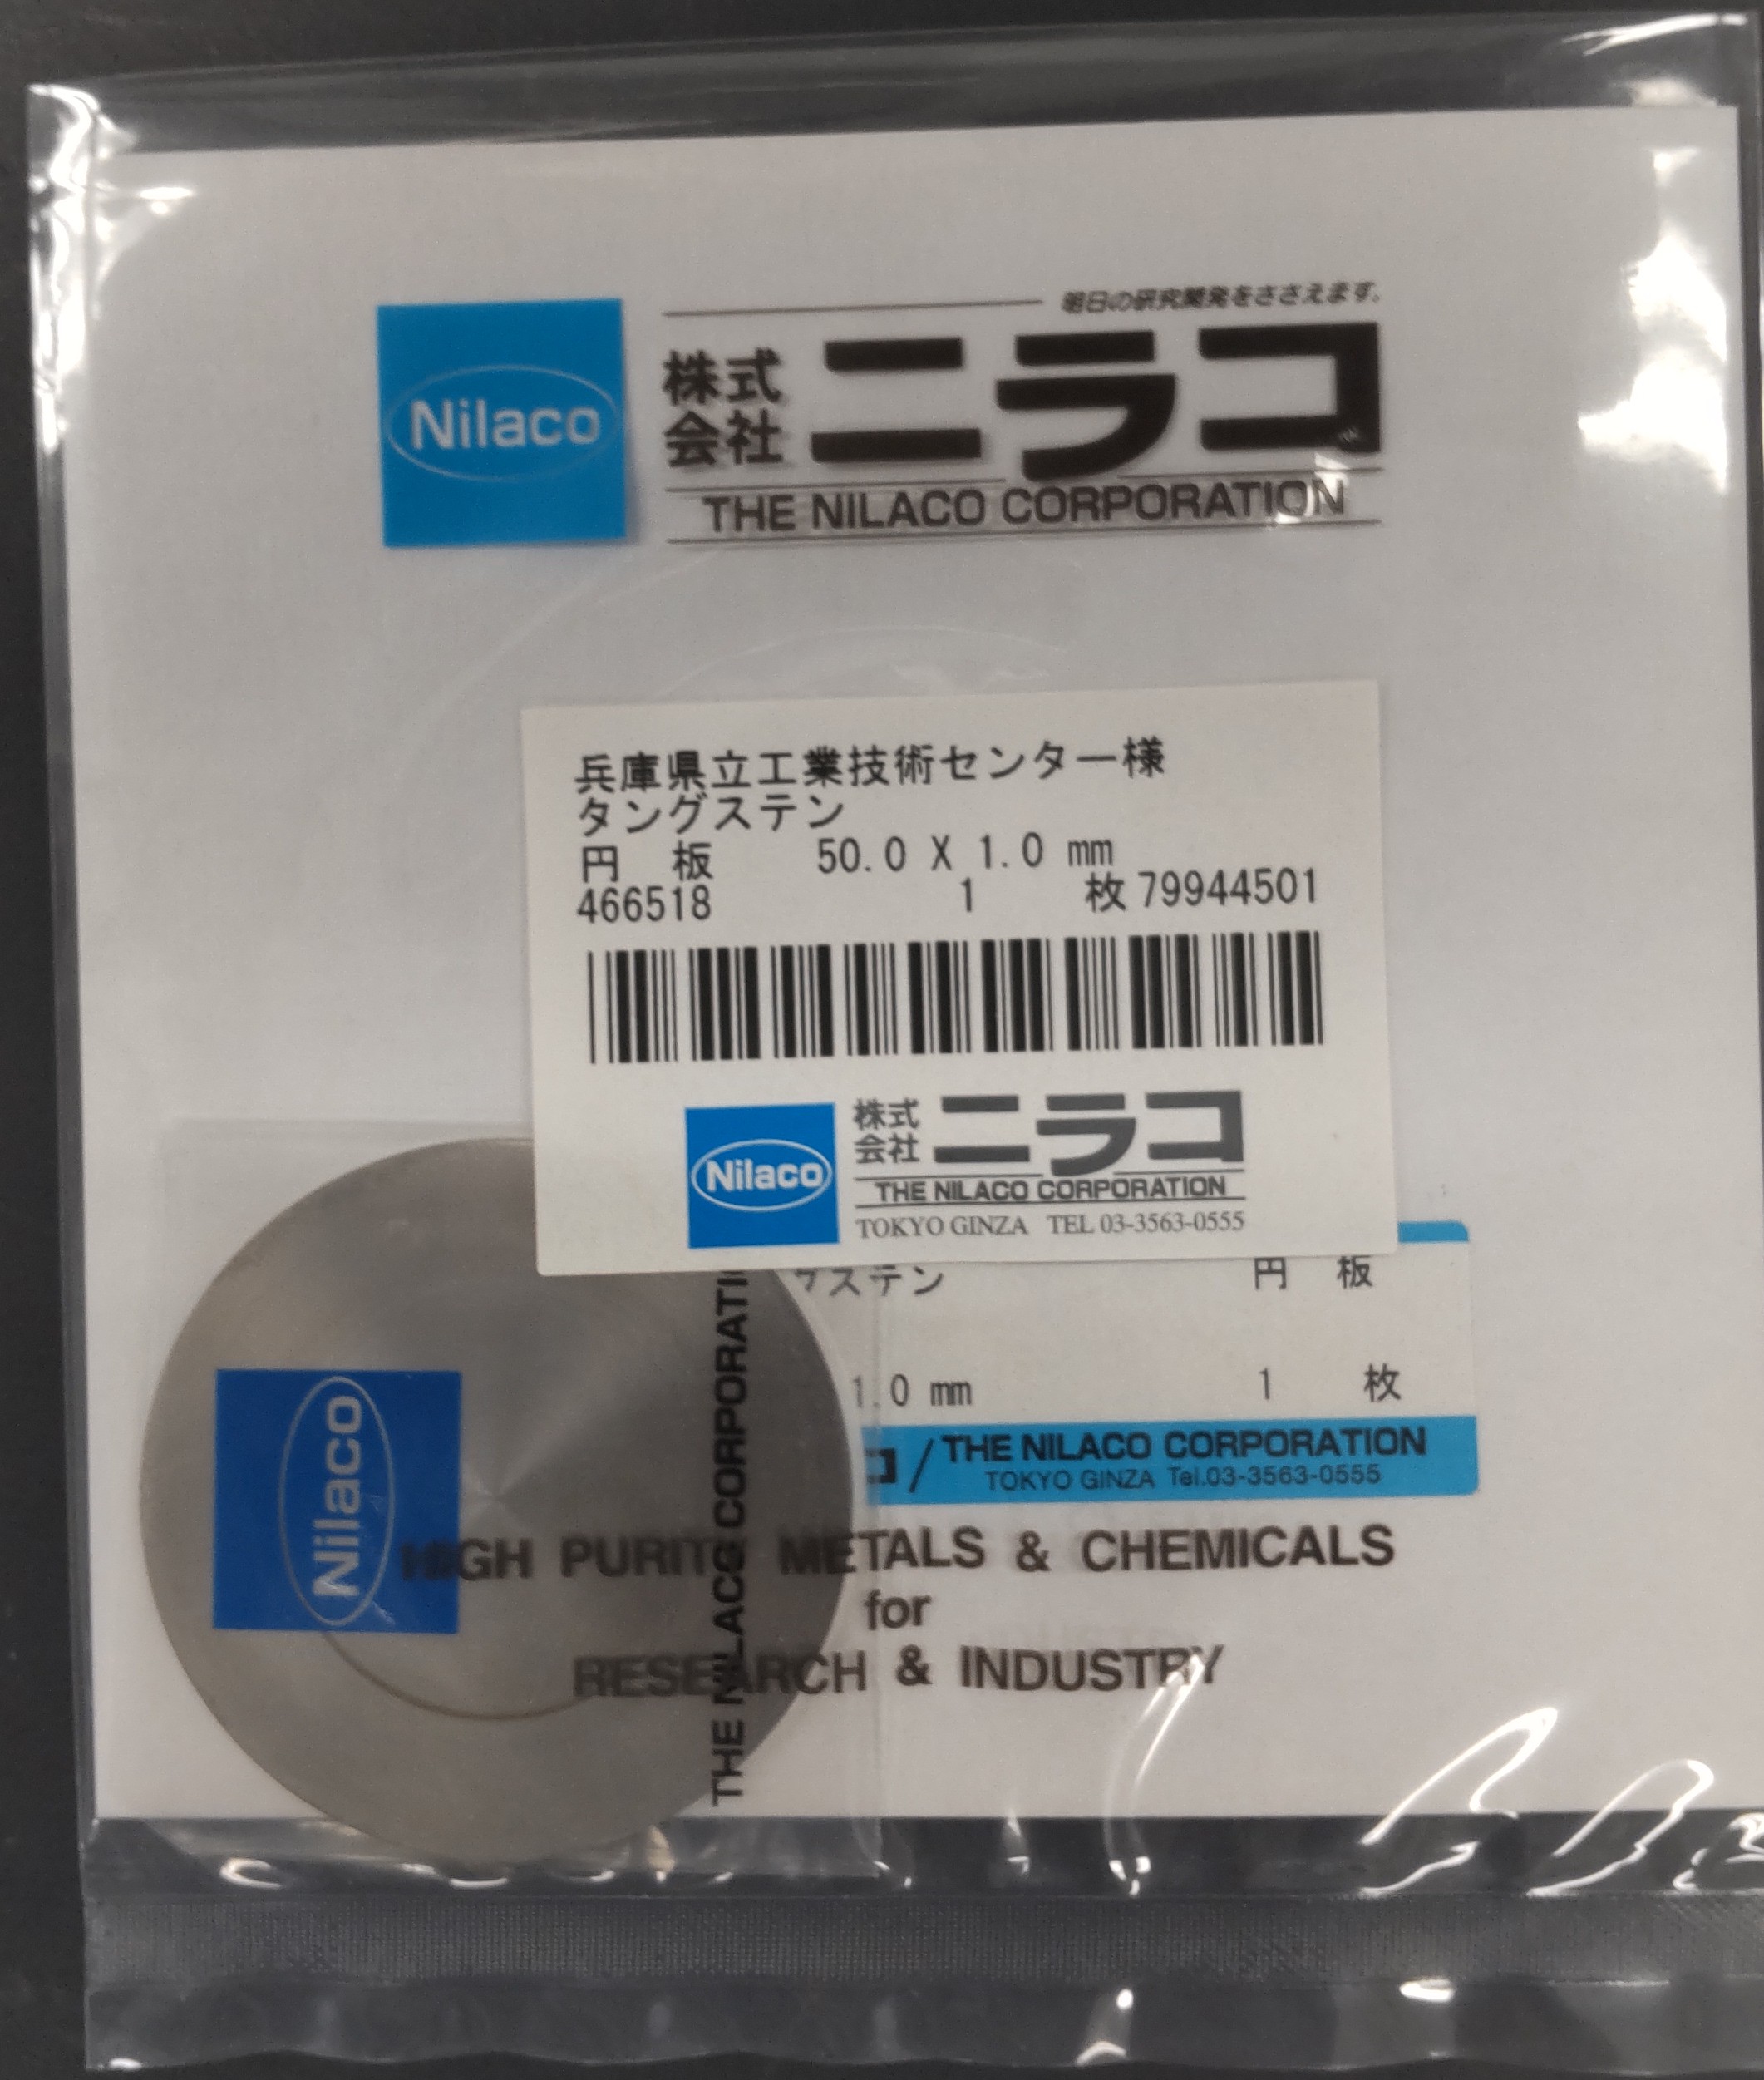 明日の研究開発をささえます。
Nilaco
株式会社 ニラコ
THE NILACO CORPORATION
兵庫県立工業技術センター様
タングステン
円 板 50.0 X 1.0 mm
466518 1 枚 79944501
Nilaco
株式会社 ニラコ
THE NILACO CORPORATION
TOKYO GINZA TEL 03-3563-0555
グステン 円 板
1.0 mm 1 枚
コ / THE NILACO CORPORATION
TOKYO GINZA Tel.03-3563-0555
Nilaco
THE NILACO CORPORATI
HIGH PURITY METALS & CHEMICALS
for
RESEARCH & INDUSTRY